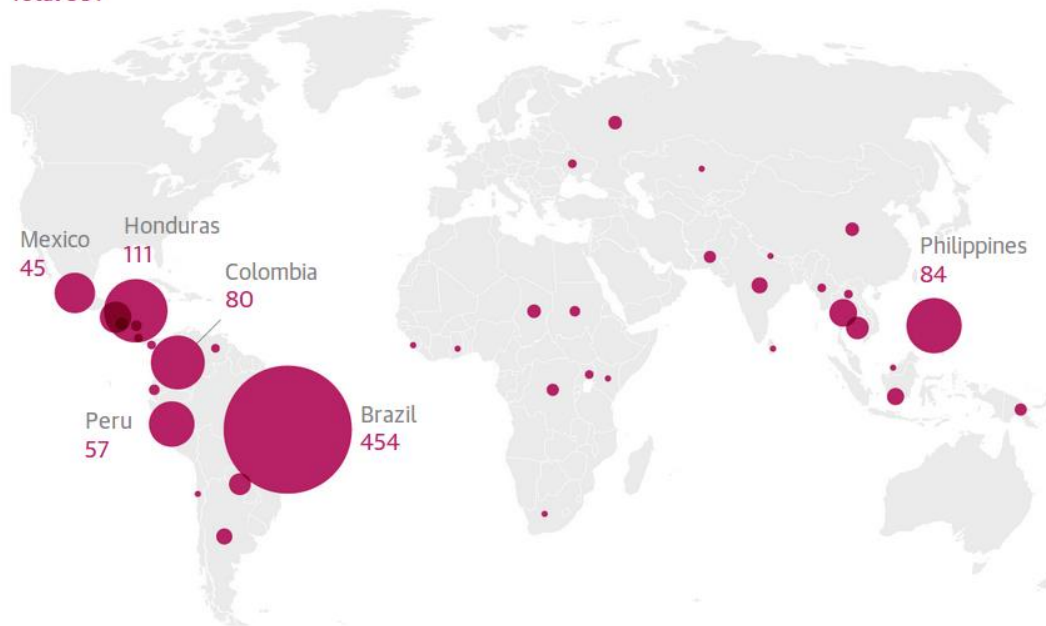 Honduras
111
Mexico
45
Colombia
80
Philippines
84
Peru
57
Brazil
454